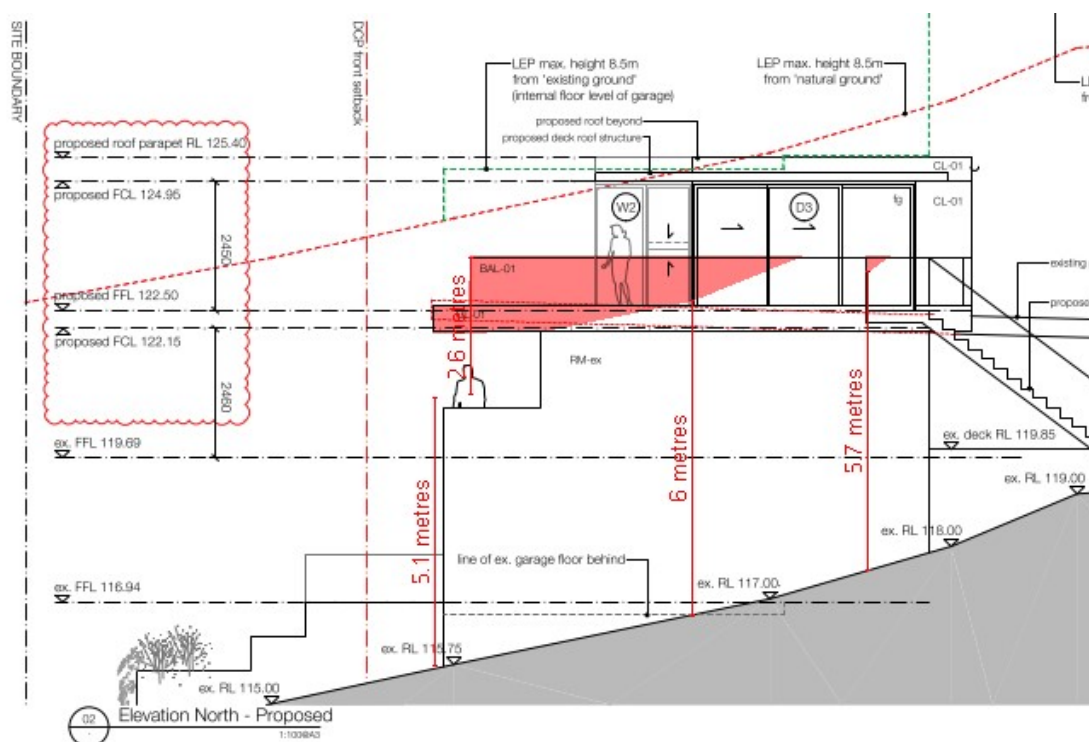 SITE BOUNDARY
DCP front setback
LEP max. height 8.5m
from 'existing ground'
(internal floor level of garage)
LEP max. height 8.5m
from 'natural ground'
proposed roof beyond
proposed deck roof structure
proposed roof parapet RL 125.40
proposed FCL 124.95
2450
proposed FFL 122.50
proposed FCL 122.15
2460
ex. FFL 119.69
ex. FFL 116.94
CL-01
CL-01
W2
D3
fg
BAL-01
RM-ex
2.6 metres
5.1 metres
6 metres
5.7 metres
existing
propose
ex. deck RL 119.85
ex. RL 119.00
ex. RL 118.00
ex. RL 117.00
line of ex. garage floor behind
ex. RL 115.75
ex. RL 115.00
02
Elevation North - Proposed
1:100@A3